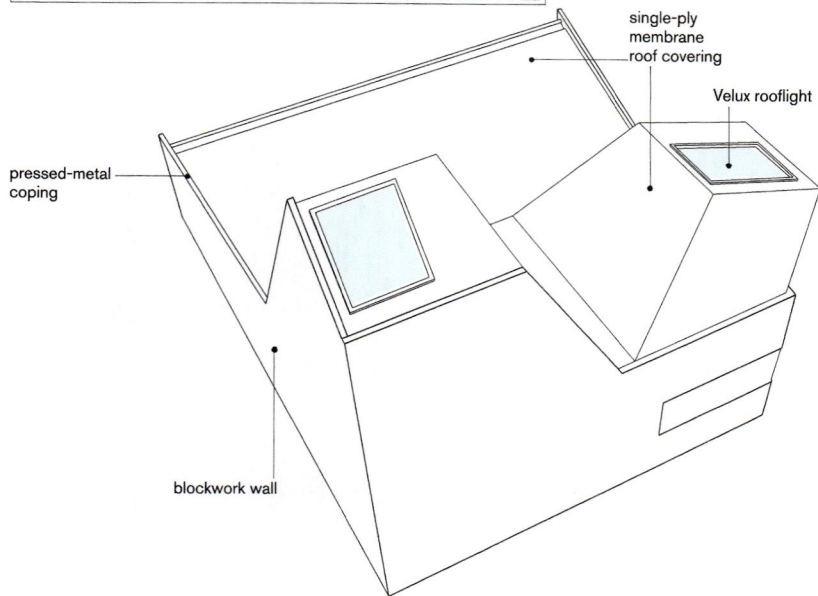 single-ply
membrane
roof covering
Velux rooflight
pressed-metal
coping
blockwork wall